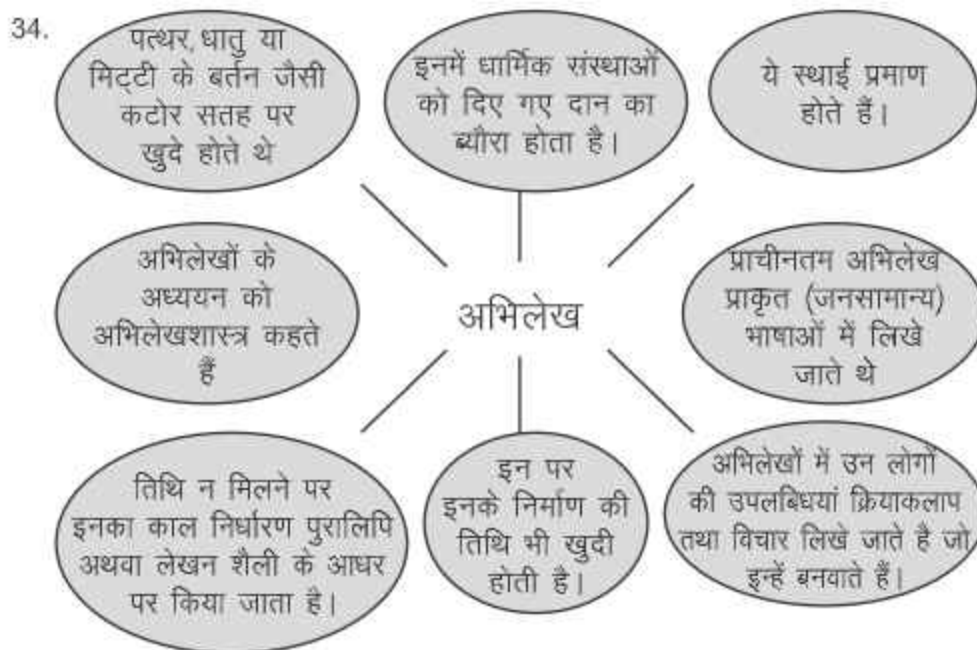 34.
पत्थर, धातु या
मिट्टी के बर्तन जैसी
कटोर सतह पर
खुदे होते थे
इनमें धार्मिक संस्थाओं
को दिए गए दान का
ब्यौरा होता है।
ये स्थाई प्रमाण
होते हैं।
अभिलेखों के
अध्ययन को
अभिलेखशास्त्र कहते
हैं
अभिलेख
प्राचीनतम अभिलेख
प्राकृत (जनसामान्य)
भाषाओं में लिखे
जाते थे
तिथि न मिलने पर
इनका काल निर्धारण पुरालिपि
अथवा लेखन शैली के आधर
पर किया जाता है।
इन पर
इनके निर्माण की
तिथि भी खुदी
होती है।
अभिलेखों में उन लोगों
की उपलबिधयां क्रियाकलाप
तथा विचार लिखे जाते है जो
इन्हें बनवाते हैं।